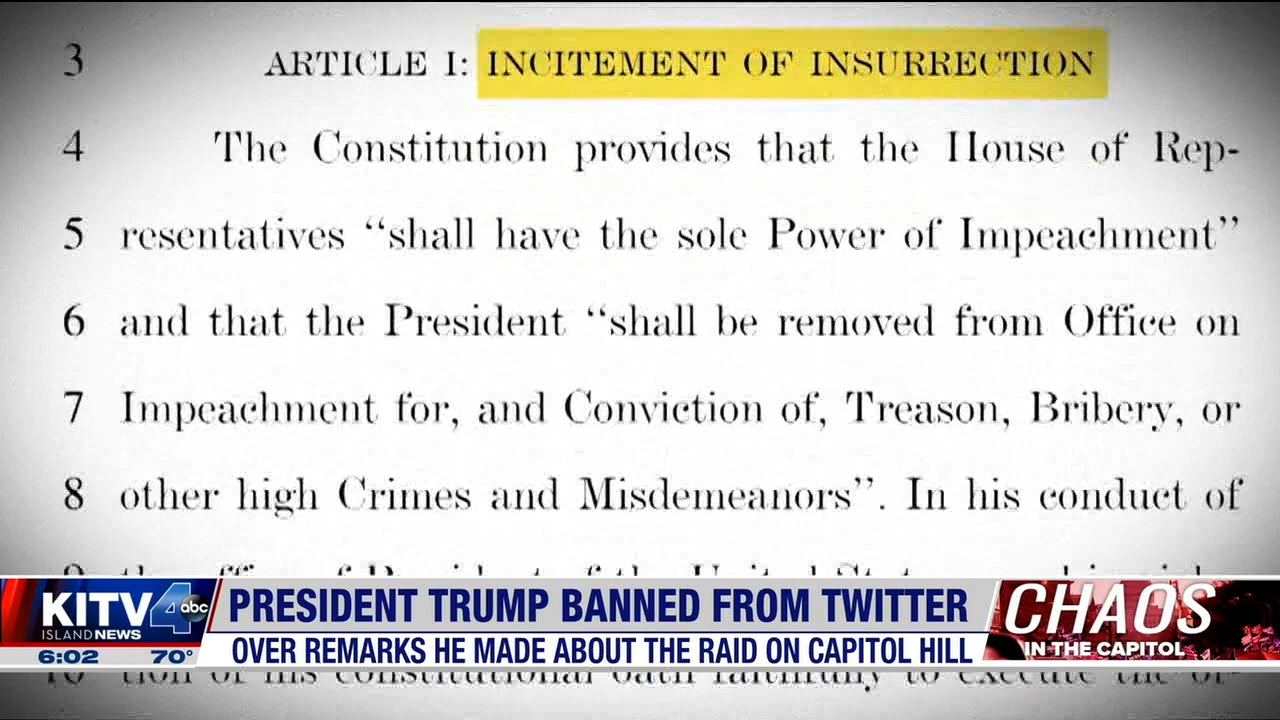 3 ARTICLE I: INCITEMENT OF INSURRECTION
4 The Constitution provides that the House of Rep-
5 resentatives “shall have the sole Power of Impeachment”
6 and that the President “shall be removed from Office on
7 Impeachment for, and Conviction of, Treason, Bribery, or
8 other high Crimes and Misdemeanors”. In his conduct of
KITV 4 abc
ISLAND NEWS
6:02 70°
PRESIDENT TRUMP BANNED FROM TWITTER
OVER REMARKS HE MADE ABOUT THE RAID ON CAPITOL HILL
CHAOS
IN THE CAPITOL